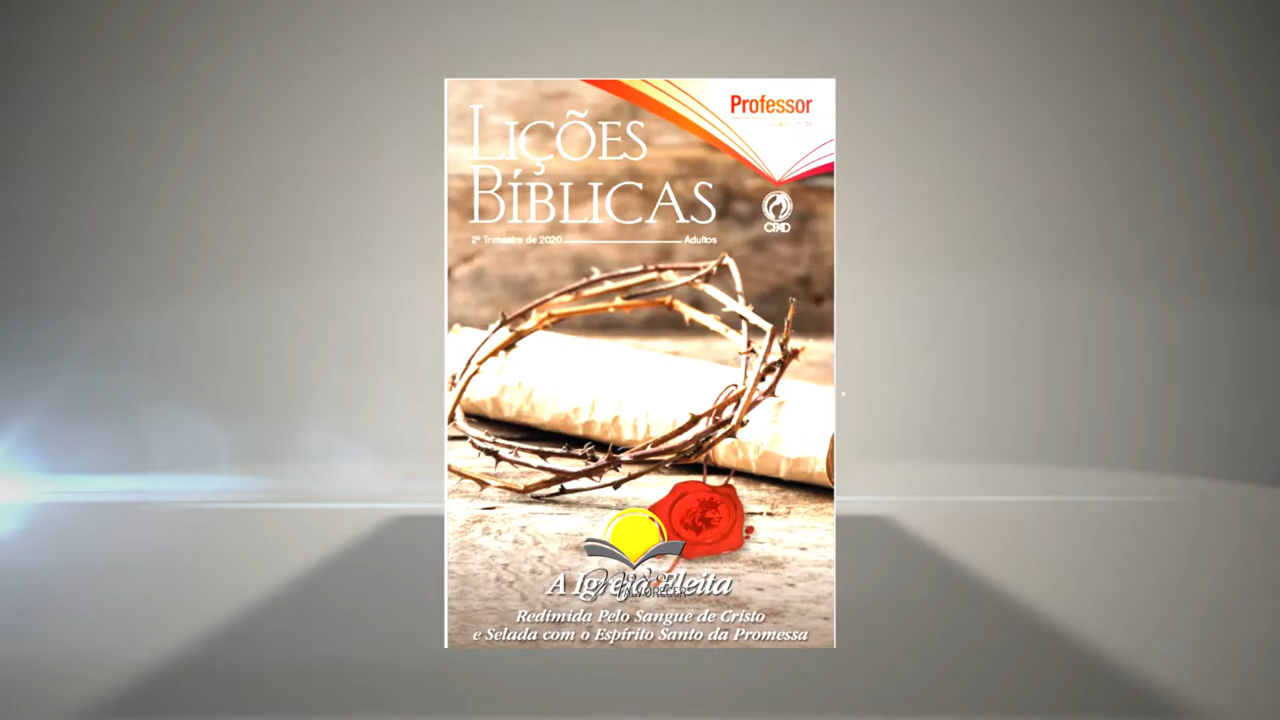 Professor
LIÇÕES
BÍBLICAS
CPAD
2º Trimestre de 2020
Adultos
A Igreja Eleita
ALVORECER
Redimida Pelo Sangue de Cristo
e Selada com o Espírito Santo da Promessa